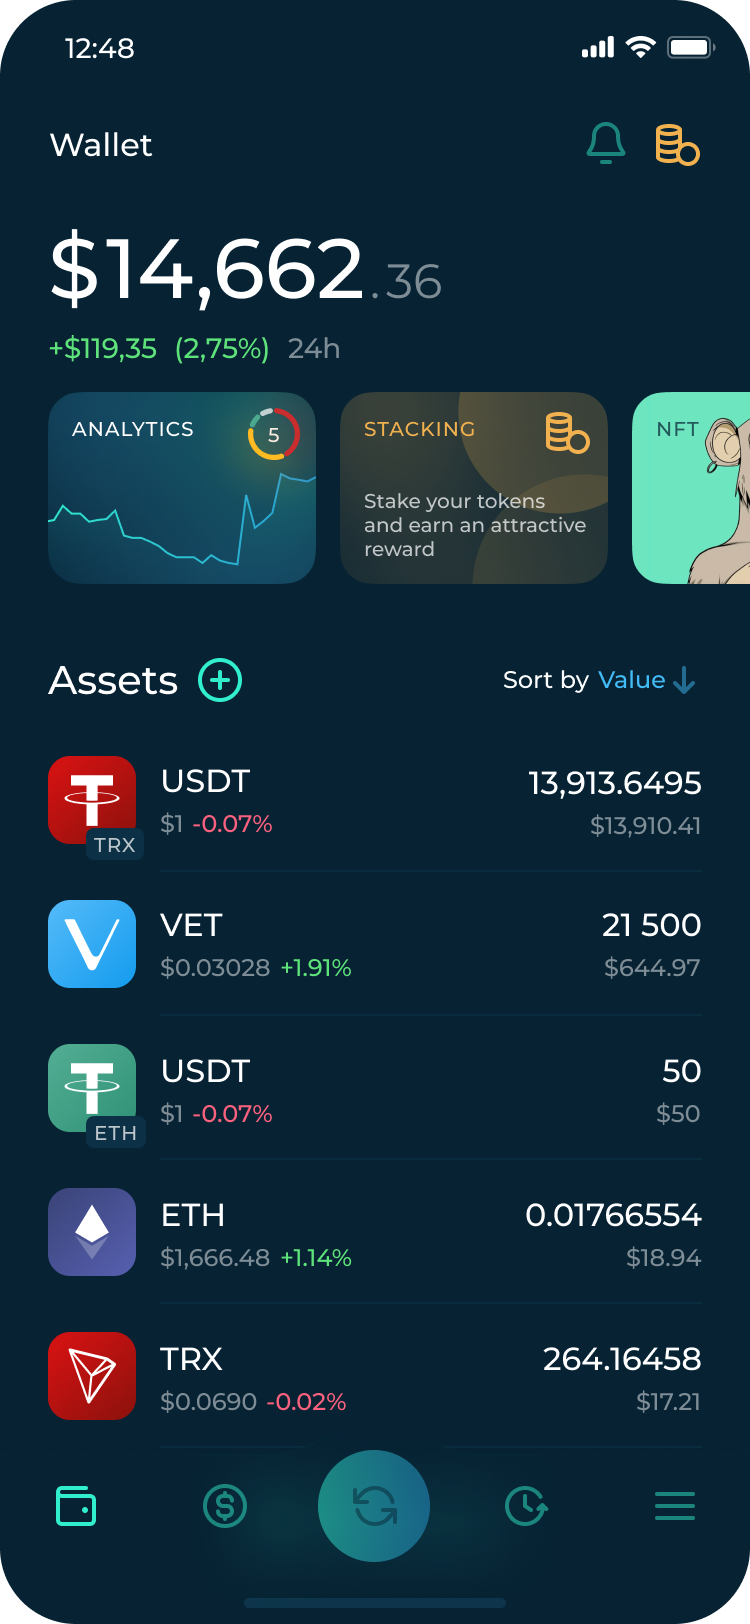 12:48
Wallet
$14,662.36
+$119,35 (2,75%) 24h
ANALYTICS 5
STACKING
NFT
Stake your tokens
and earn an attractive
reward
Assets
Sort by Value
USDT 13,913.6495
$1 -0.07% $13,910.41
TRX
VET 21 500
$0.03028 +1.91% $644.97
USDT 50
$1 -0.07% $50
ETH
ETH 0.01766554
$1,666.48 +1.14% $18.94
TRX 264.16458
$0.0690 -0.02% $17.21